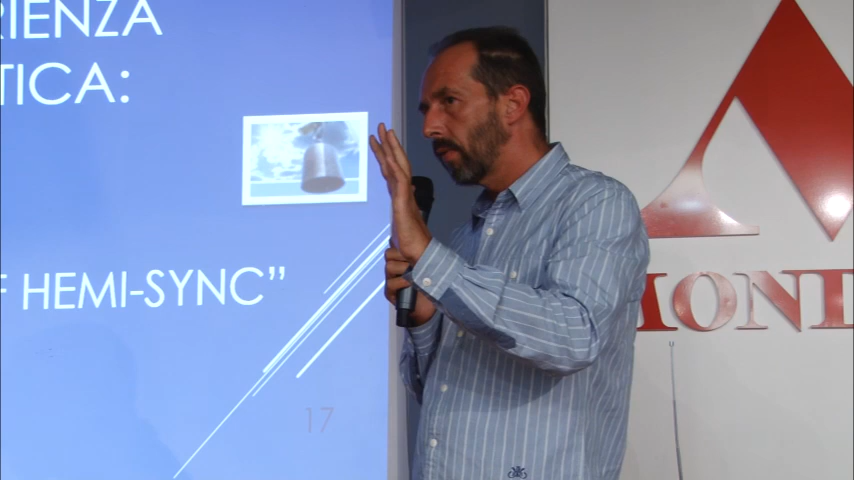 RIENZA
TICA:
F HEMI-SYNC”
17
MOND